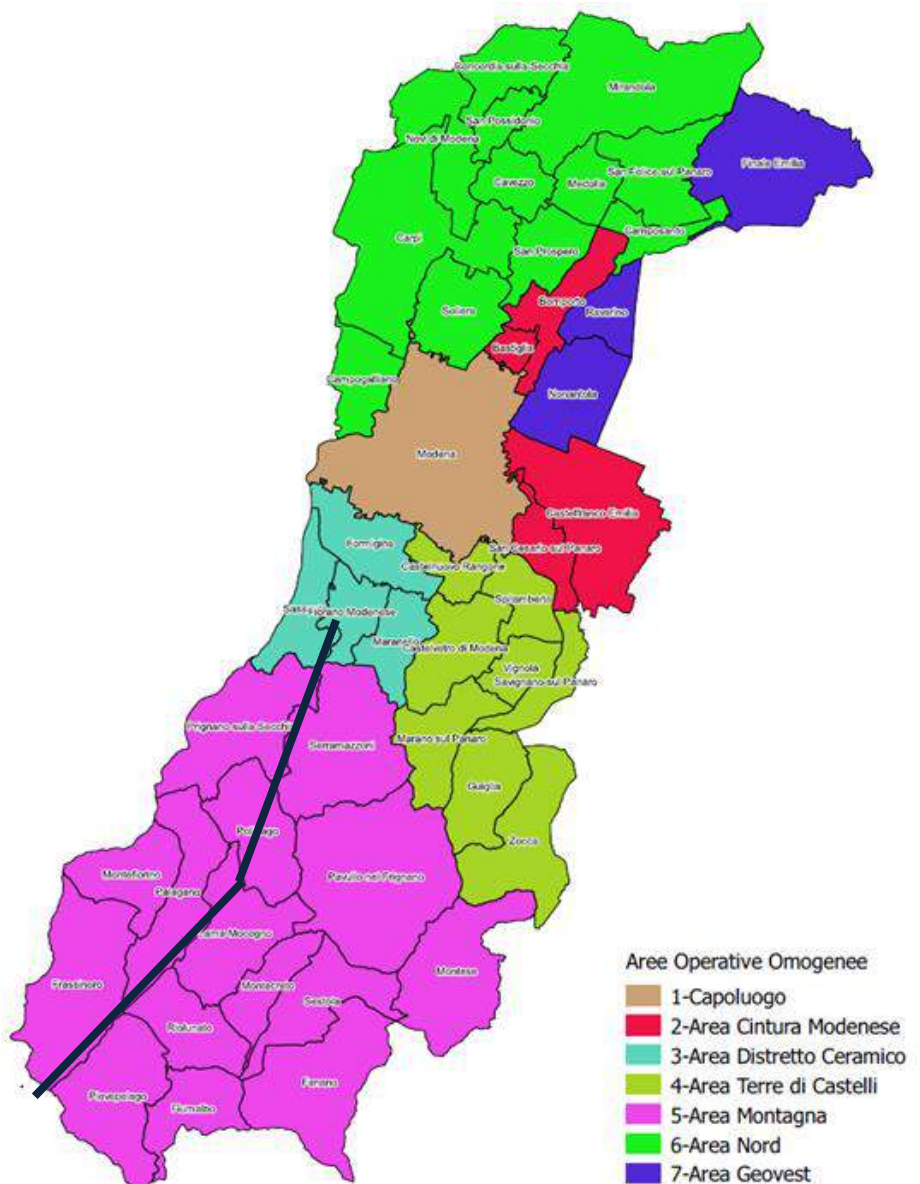 Concordia sulla Secchia
Mirandola
San Possidonio
Novi di Modena
Finale Emilia
San Felice sul Panaro
Cavezzo
Medolla
Camposanto
Carpi
San Prospero
Bomporto
Soliera
Ravarino
Bastiglia
Campogalliano
Nonantola
Modena
Castelfranco Emilia
Formigine
San Cesario sul Panaro
Castelnuovo Rangone
Spilamberto
Fiorano Modenese
Maranello
Castelvetro di Modena
Vignola
Savignano sul Panaro
Prignano sulla Secchia
Marano sul Panaro
Serramazzoni
Guiglia
Zocca
Montefiorino
Pavullo nel Frignano
Palagano
Lama Mocogno
Montese
Frassinoro
Montecreto
Sestola
Riolunato
Fanano
Pievepelago
Fiumalbo
Aree Operative Omogenee
1-Capoluogo
2-Area Cintura Modenese
3-Area Distretto Ceramico
4-Area Terre di Castelli
5-Area Montagna
6-Area Nord
7-Area Geovest